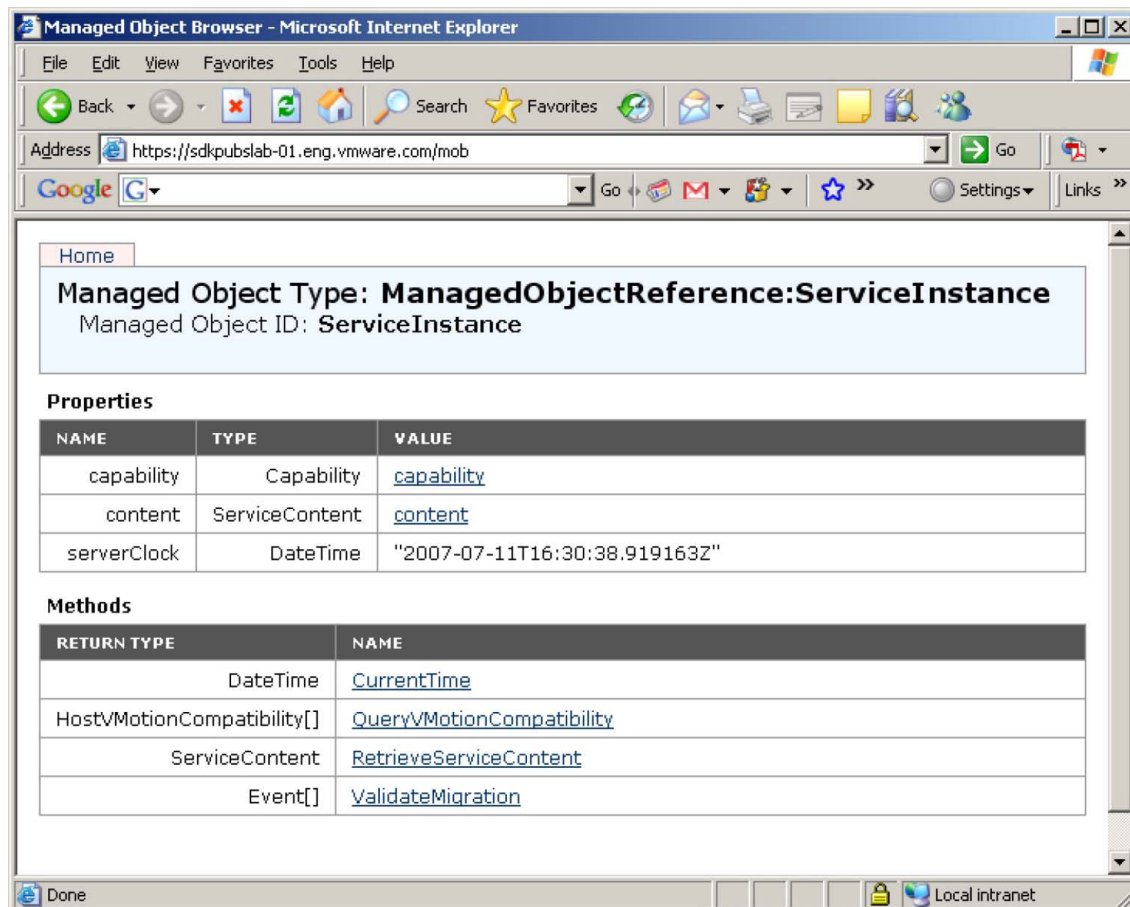 Managed Object Browser - Microsoft Internet Explorer
File Edit View Favorites Tools Help
Back Search Favorites
Address https://sdkpubslab-01.eng.vmware.com/mob Go
Google G Go Settings Links »
Home
Managed Object Type: ManagedObjectReference:ServiceInstance
Managed Object ID: ServiceInstance
Properties
NAME TYPE VALUE
capability Capability capability
content ServiceContent content
serverClock DateTime "2007-07-11T16:30:38.919163Z"
Methods
RETURN TYPE NAME
DateTime CurrentTime
HostVMotionCompatibility[] QueryVMotionCompatibility
ServiceContent RetrieveServiceContent
Event[] ValidateMigration
Done Local intranet